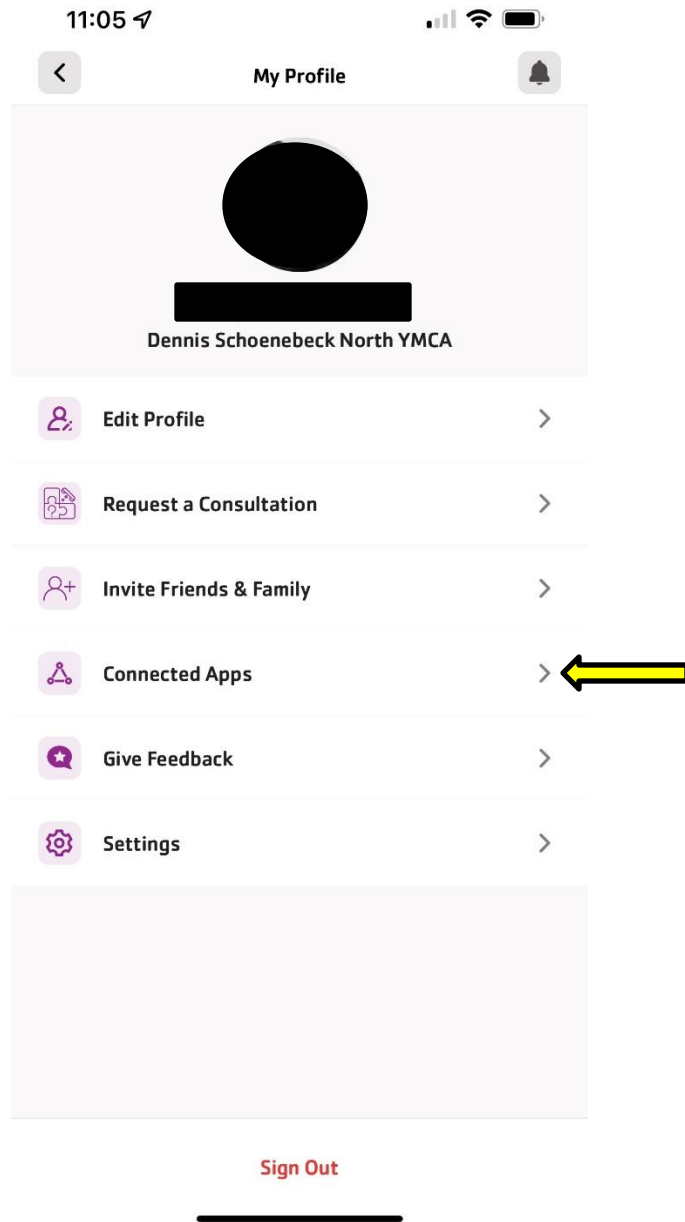 11:05
My Profile
Dennis Schoenebeck North YMCA
Edit Profile
Request a Consultation
Invite Friends & Family
Connected Apps
Give Feedback
Settings
Sign Out